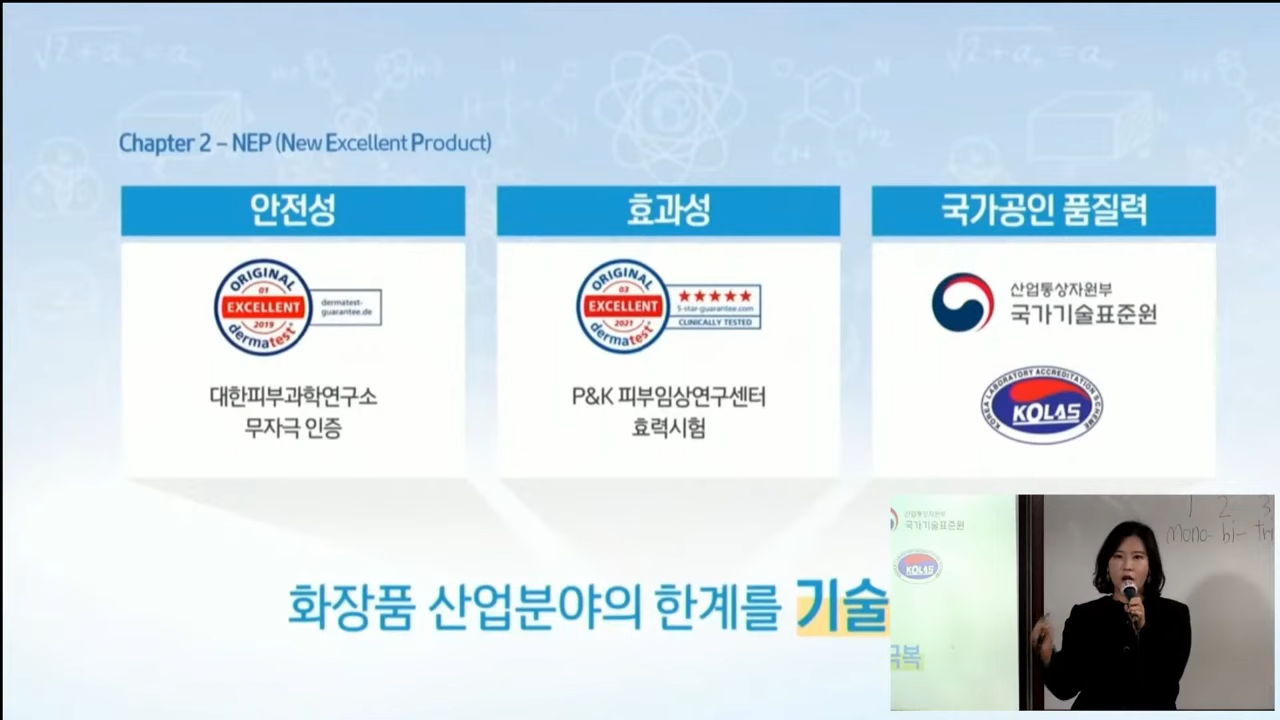 Chapter 2 – NEP (New Excellent Product)
안전성
ORIGINAL
01
EXCELLENT
2019
dermatest
dermatest-
guarantee.de
대한피부과학연구소
무자극 인증
효과성
ORIGINAL
03
EXCELLENT
2021
dermatest
5-star-guarantee.com
CLINICALLY TESTED
P&K 피부임상연구센터
효력시험
국가공인 품질력
산업통상자원부
국가기술표준원
KOREA LABORATORY ACCREDITATION SCHEME
KOLAS
화장품 산업분야의 한계를 기술
산업통상자원부
국가기술표준원
KOLAS
극복
1 2 3
mono- bi- tri